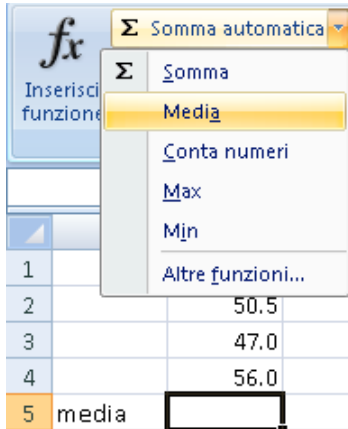 fx
Inserisci
funzione
Σ Somma automatica
Σ Somma
Media
Conta numeri
Max
Min
Altre funzioni...
1
2 50.5
3 47.0
4 56.0
5 media